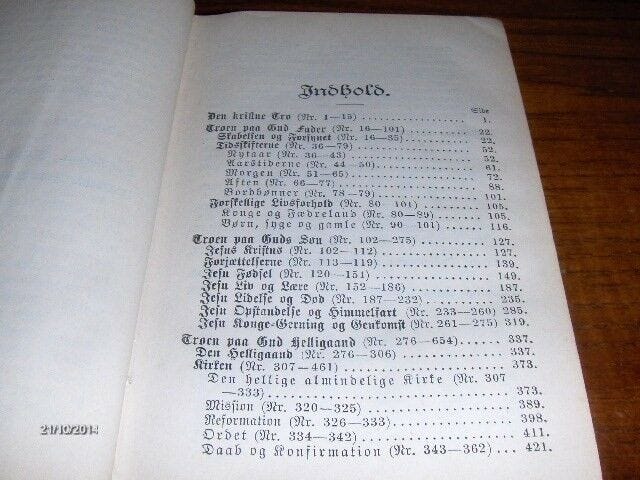 Indhold.
Side
Den kristne Tro (Nr. 1—15) 1.
Troen paa Gud Fader (Nr. 16—101) 22.
Skabelsen og Forsynet (Nr. 16—35) 22.
Tidsskifterne (Nr. 36—79) 52.
Nytaar (Nr. 36—43) 52.
Aarstiderne (Nr. 44—50) 61.
Morgen (Nr. 51—65) 72.
Aften (Nr. 66—77) 88.
Bordbønner (Nr. 78—79) 101.
Forskellige Livsforhold (Nr. 80—101) 105.
Konge og Fædreland (Nr. 80—89) 105.
Børn, syge og gamle (Nr. 90—101) 116.
Troen paa Guds Søn (Nr. 102—275) 127.
Jesus Kristus (Nr. 102—112) 127.
Forjættelserne (Nr. 113—119) 139.
Jesu Fødsel (Nr. 120—151) 149.
Jesu Liv og Lære (Nr. 152—186) 187.
Jesu Lidelse og Død (Nr. 187—232) 235.
Jesu Opstandelse og Himmelfart (Nr. 233—260) 285.
Jesu Konge-Gerning og Genkomst (Nr. 261—275) 319.
Troen paa Gud Helligaand (Nr. 276—654) 337.
Den Helligaand (Nr. 276—306) 337.
Kirken (Nr. 307—461) 373.
Den hellige almindelige Kirke (Nr. 307
—333) 373.
Mission (Nr. 320—325) 389.
Reformation (Nr. 326—333) 398.
Ordet (Nr. 334—342) 411.
Daab og Konfirmation (Nr. 343—362) 421.
21/10/2014